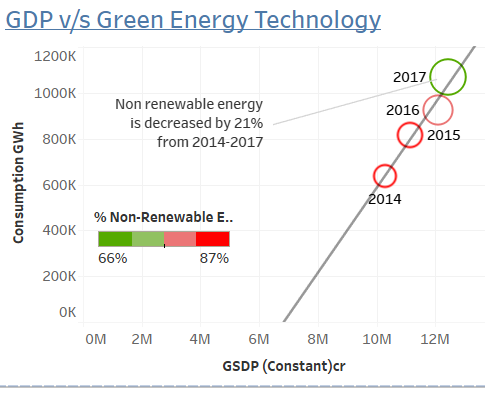 GDP v/s Green Energy Technology
1200K
1000K
800K
600K
400K
200K
0K
Consumption GWh
Non renewable energy
is decreased by 21%
from 2014-2017
2017
2016
2015
2014
% Non-Renewable E..
66% 87%
0M 2M 4M 6M 8M 10M 12M
GSDP (Constant)cr